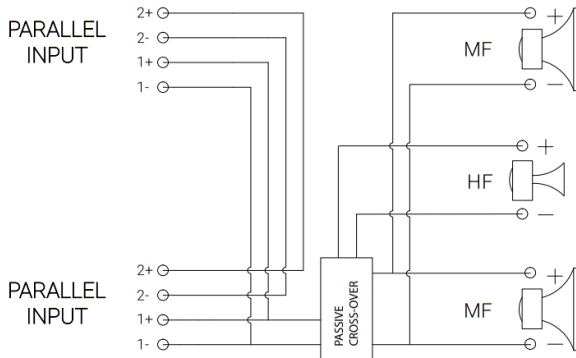 PARALLEL
INPUT
2+
2-
1+
1-
+
MF
−
+
HF
−
PARALLEL
INPUT
2+
2-
1+
1-
PASSIVE
CROSS-OVER
+
MF
−